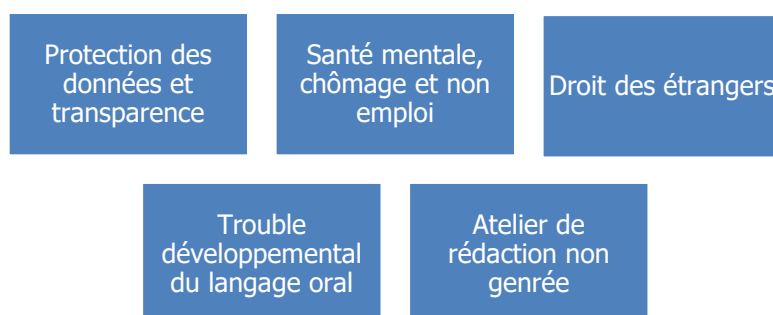 Protection des
données et
transparence
Santé mentale,
chômage et non
emploi
Droit des étrangers
Trouble
développemental
du langage oral
Atelier de
rédaction non
genrée